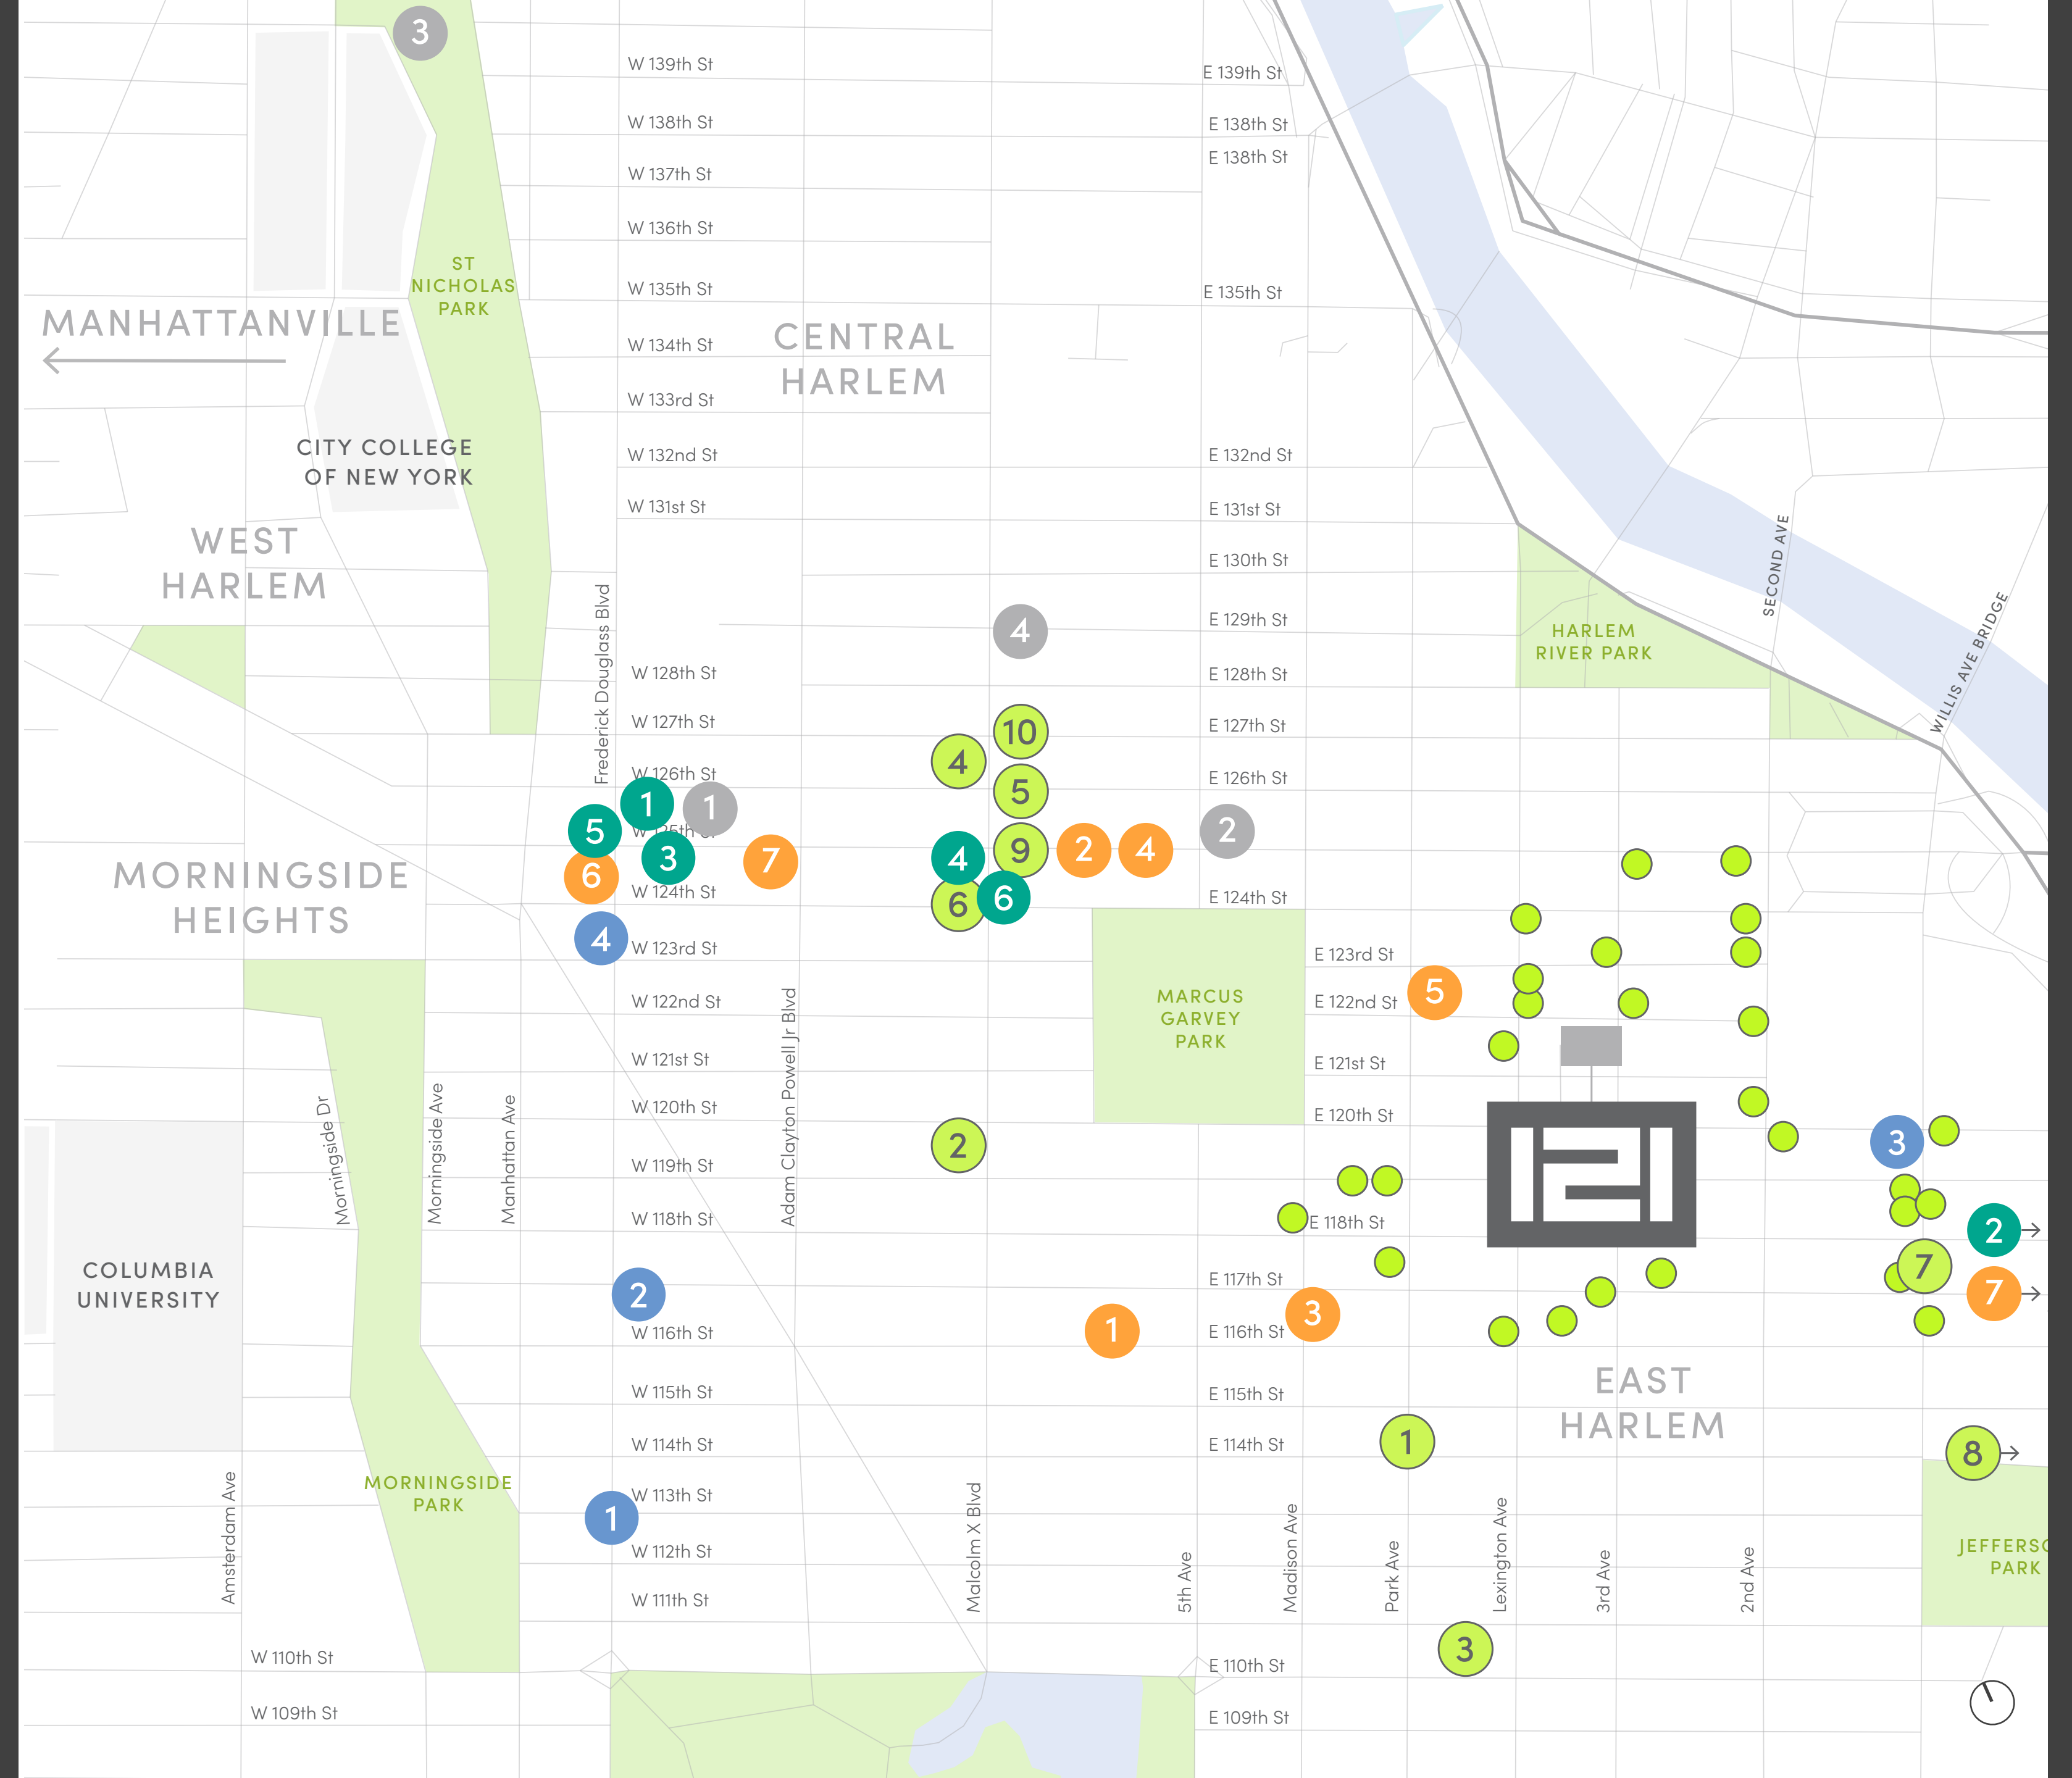 3
W 139th St
E 139th St
W 138th St
E 138th St
E 138th St
W 137th St
W 136th St
ST
NICHOLAS
PARK
W 135th St
E 135th St
MANHATTANVILLE
CENTRAL
HARLEM
W 134th St
W 133rd St
CITY COLLEGE
OF NEW YORK
W 132nd St
E 132nd St
W 131st St
E 131st St
WEST
HARLEM
E 130th St
SECOND AVE
WILLIS AVE BRIDGE
Frederick Douglass Blvd
4
E 129th St
HARLEM
RIVER PARK
W 128th St
E 128th St
W 127th St
10
E 127th St
4
W 126th St
5
E 126th St
1
1
5
W 125th St
2
3
7
4
9
2
4
6
W 124th St
6
6
E 124th St
MORNINGSIDE
HEIGHTS
4
W 123rd St
E 123rd St
5
W 122nd St
E 122nd St
MARCUS
GARVEY
PARK
W 121st St
E 121st St
Morningside Dr
Morningside Ave
Manhattan Ave
Adam Clayton Powell Jr Blvd
W 120th St
E 120th St
2
3
W 119th St
121
W 118th St
E 118th St
2
COLUMBIA
UNIVERSITY
E 117th St
7
7
2
W 116th St
1
E 116th St
3
EAST
HARLEM
W 115th St
E 115th St
W 114th St
E 114th St
1
8
MORNINGSIDE
PARK
W 113th St
1
W 112th St
W 111th St
Amsterdam Ave
Malcolm X Blvd
5th Ave
Madison Ave
Park Ave
Lexington Ave
3rd Ave
2nd Ave
JEFFERSO
PARK
3
W 110th St
E 110th St
W 109th St
E 109th St